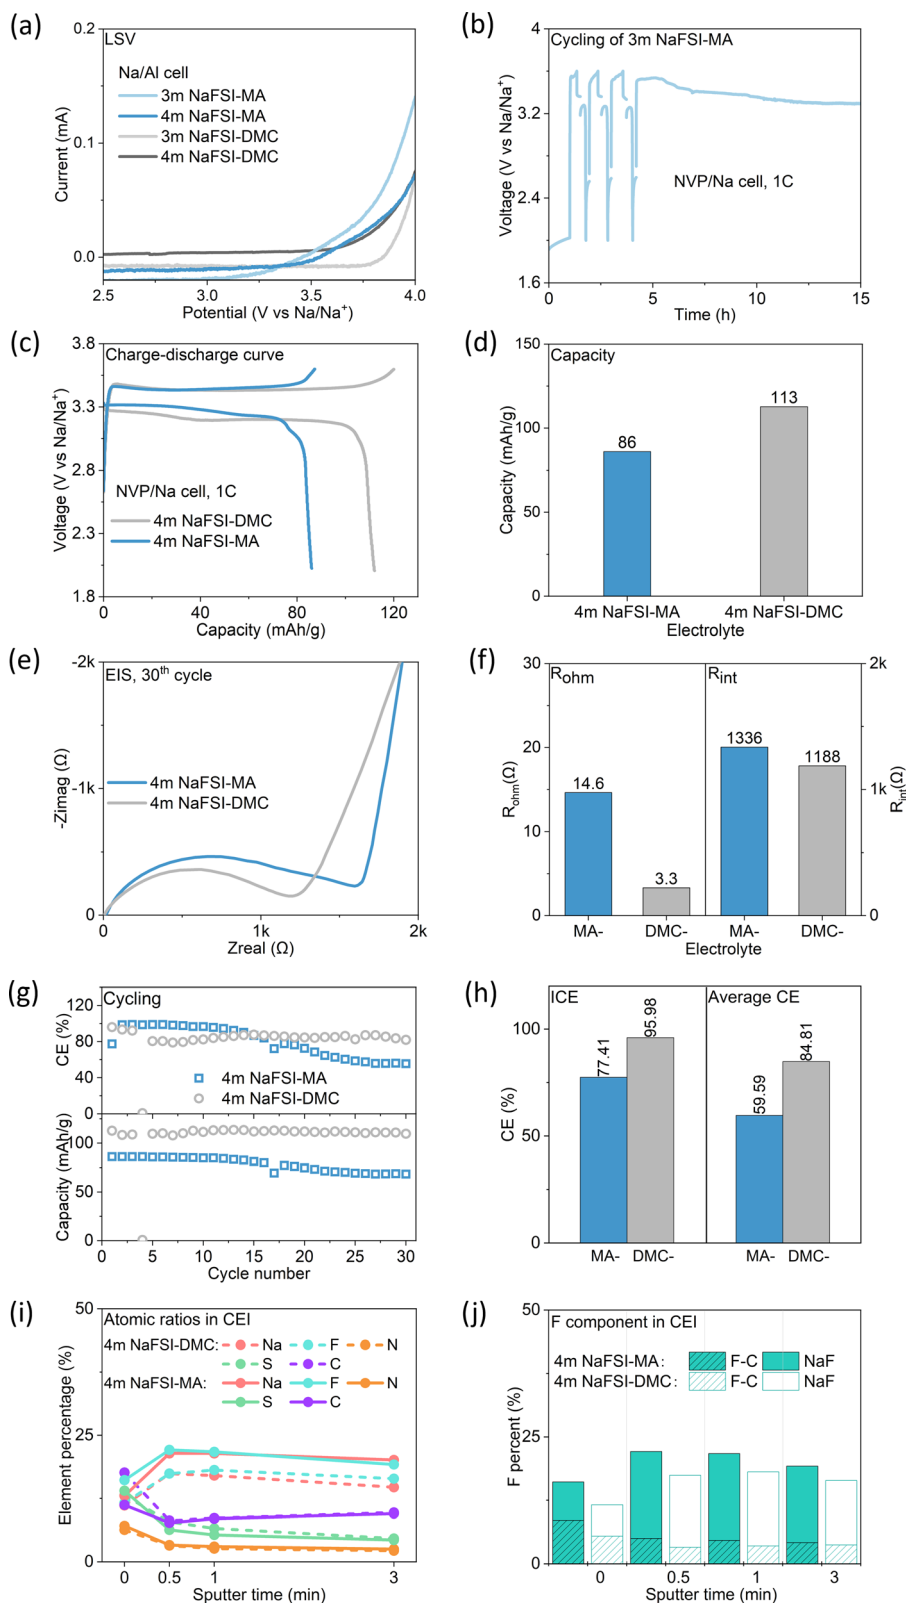 (a)
LSV
Na/Al cell
3m NaFSI-MA
4m NaFSI-MA
3m NaFSI-DMC
4m NaFSI-DMC
0.2
0.1
0.0
Current (mA)
2.5 3.0 3.5 4.0
Potential (V vs Na/Na⁺)
(b)
Cycling of 3m NaFSI-MA
NVP/Na cell, 1C
4
3.2
2.4
1.6
Voltage (V vs Na/Na⁺)
0 5 10 15
Time (h)
(c)
Charge-discharge curve
NVP/Na cell, 1C
4m NaFSI-DMC
4m NaFSI-MA
3.8
3.3
2.8
2.3
1.8
Voltage (V vs Na/Na⁺)
0 40 80 120
Capacity (mAh/g)
(d)
Capacity
86
113
150
100
50
0
Capacity (mAh/g)
4m NaFSI-MA 4m NaFSI-DMC
Electrolyte
(e)
EIS, 30th cycle
4m NaFSI-MA
4m NaFSI-DMC
-2k
-1k
0
-Zimag (Ω)
0 1k 2k
Zreal (Ω)
(f)
Rohm
Rint
14.6
3.3
1336
1188
30
20
10
0
Rohm(Ω)
2k
1k
0
Rint(Ω)
MA- DMC- MA- DMC-
Electrolyte
(g)
Cycling
4m NaFSI-MA
4m NaFSI-DMC
120
80
40
0
CE (%)
100
50
0
Capacity (mAh/g)
0 5 10 15 20 25 30
Cycle number
(h)
ICE
Average CE
77.41
95.98
59.59
84.81
100
50
0
CE (%)
MA- DMC- MA- DMC-
(i)
Atomic ratios in CEI
4m NaFSI-DMC: Na F N
S C
4m NaFSI-MA: Na F N
S C
50
25
0
Element percentage (%)
0 0.5 1 3
Sputter time (min)
(j)
F component in CEI
4m NaFSI-MA: F-C NaF
4m NaFSI-DMC: F-C NaF
50
25
0
F percent (%)
0 0.5 1 3
Sputter time (min)